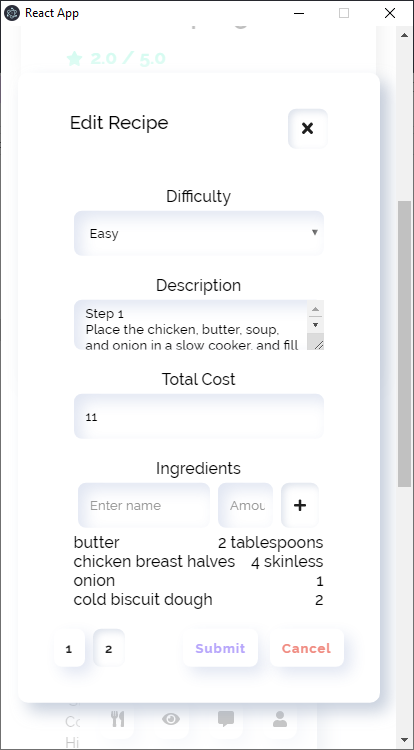 React App
2.0 / 5.0
Edit Recipe
Difficulty
Easy
Description
Step 1
Place the chicken, butter, soup,
and onion in a slow cooker, and fill
Total Cost
11
Ingredients
Enter name Amou +
butter 2 tablespoons
chicken breast halves 4 skinless
onion 1
cold biscuit dough 2
1 2 Submit Cancel
Co
Hi